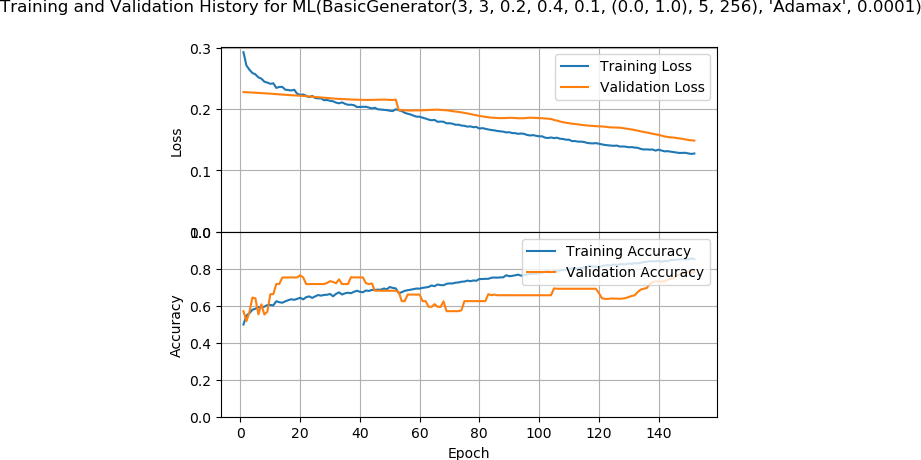 Training and Validation History for ML(BasicGenerator(3, 3, 0.2, 0.4, 0.1, (0.0, 1.0), 5, 256), 'Adamax', 0.0001)
0.3
0.2
0.1
0.0
Loss
Training Loss
Validation Loss
1.0
0.8
0.6
0.4
0.2
0.0
Accuracy
Training Accuracy
Validation Accuracy
0 20 40 60 80 100 120 140
Epoch